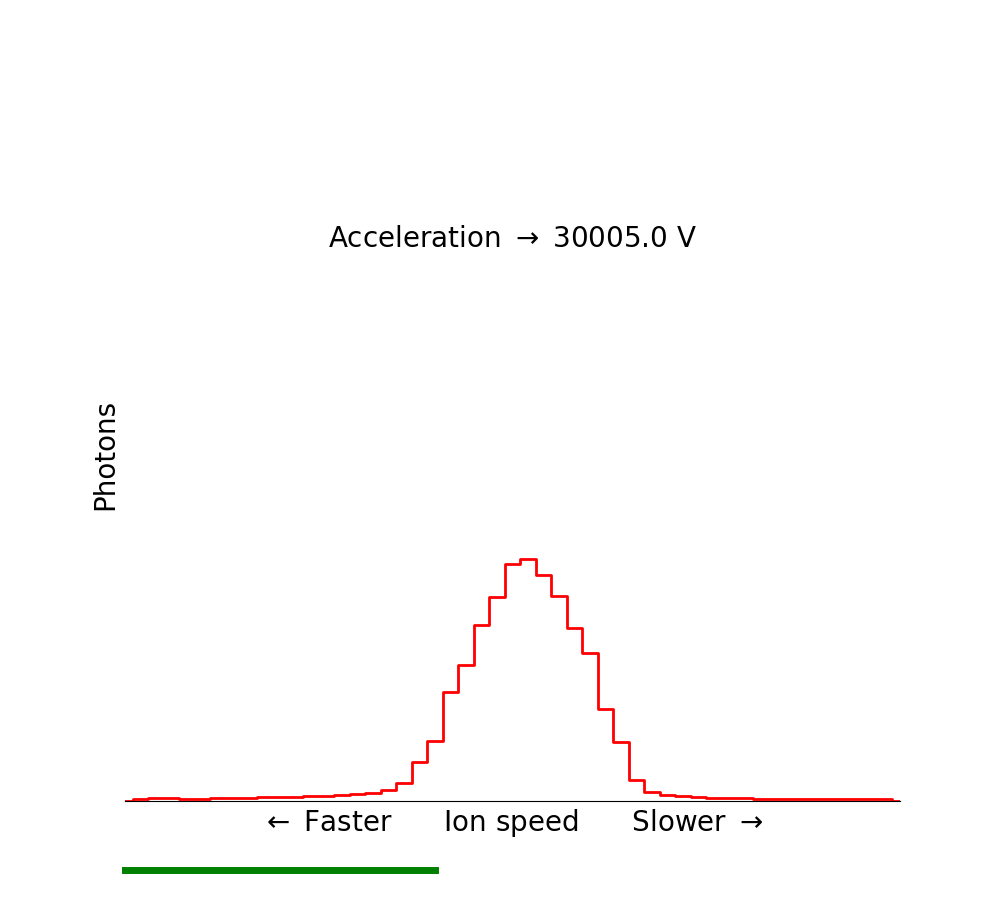 Acceleration → 30005.0 V
Photons
← Faster Ion speed Slower →